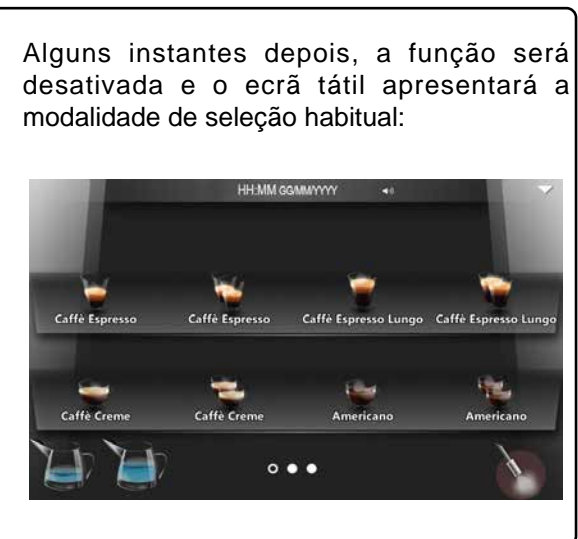 Alguns instantes depois, a função será
desativada e o ecrã tátil apresentará a
modalidade de seleção habitual:
HH:MM GG/MM/YYYY
Caffè Espresso Caffè Espresso Caffè Espresso Lungo Caffè Espresso Lungo
Caffè Creme Caffè Creme Americano Americano